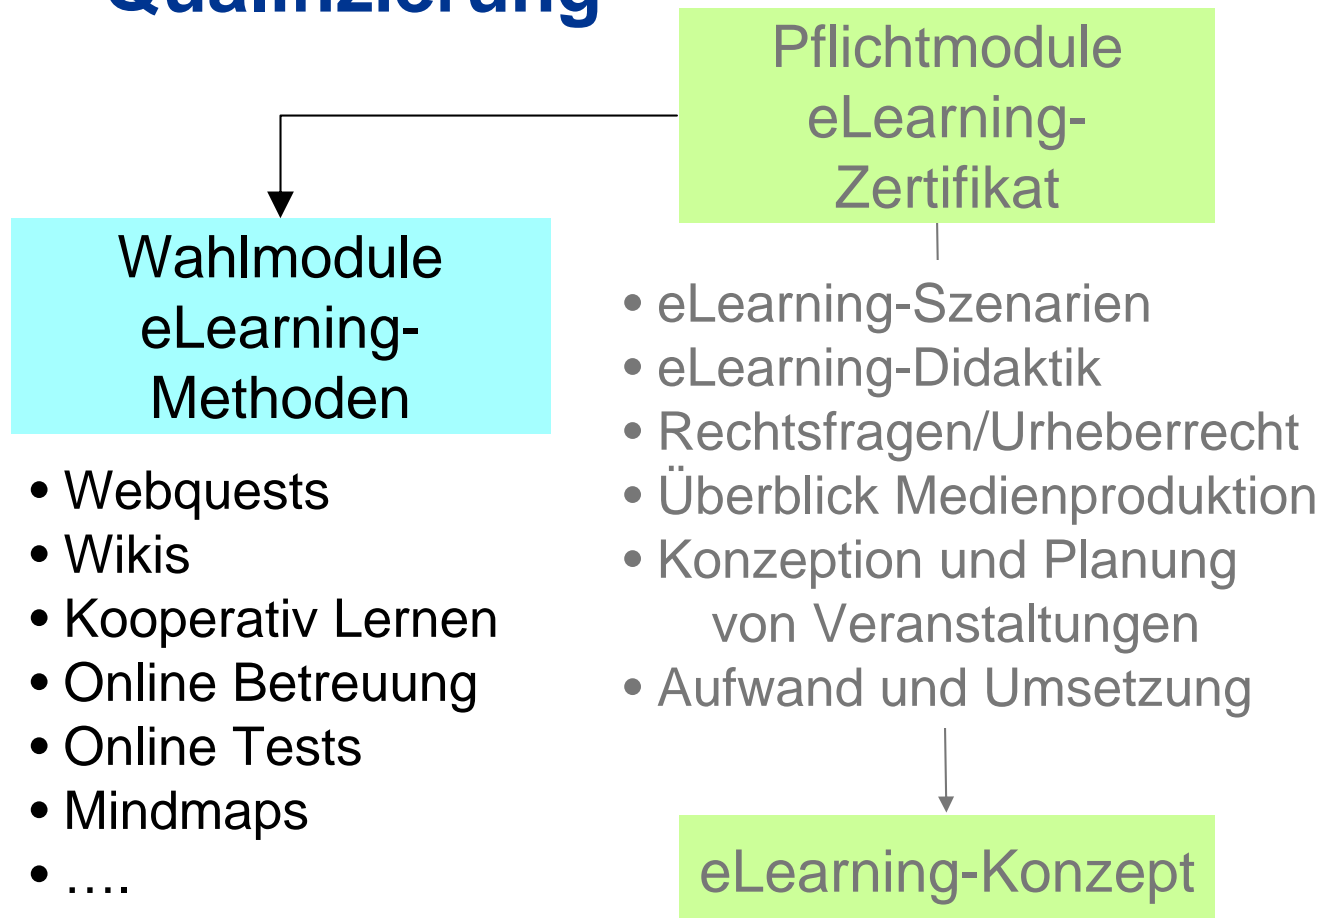 Qualifizierung
Pflichtmodule
eLearning-
Zertifikat
Wahlmodule
eLearning-
Methoden
• Webquests
• Wikis
• Kooperativ Lernen
• Online Betreuung
• Online Tests
• Mindmaps
• ….
• eLearning-Szenarien
• eLearning-Didaktik
• Rechtsfragen/Urheberrecht
• Überblick Medienproduktion
• Konzeption und Planung
von Veranstaltungen
• Aufwand und Umsetzung
eLearning-Konzept